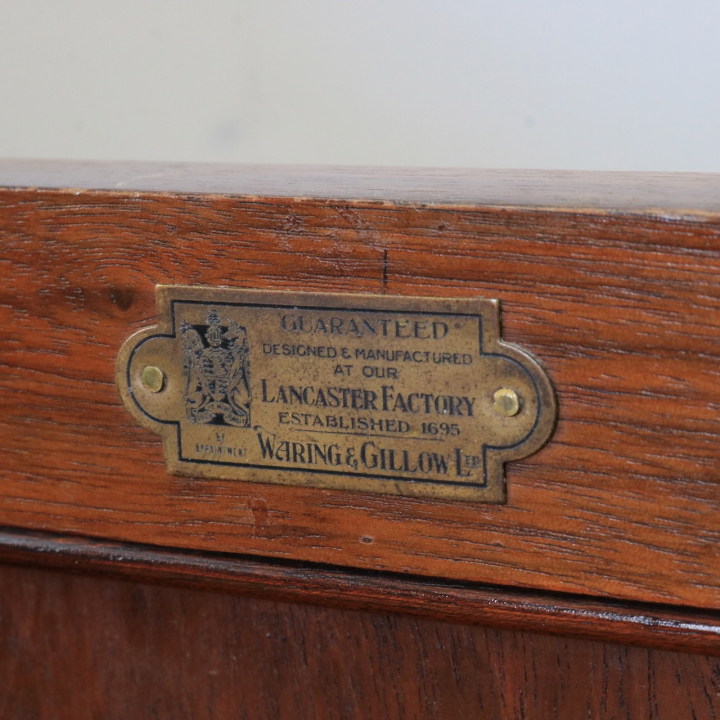 GUARANTEED
DESIGNED & MANUFACTURED
AT OUR
LANCASTER FACTORY
ESTABLISHED 1695
BY
APPOINTMENT
WARING & GILLOW LTD